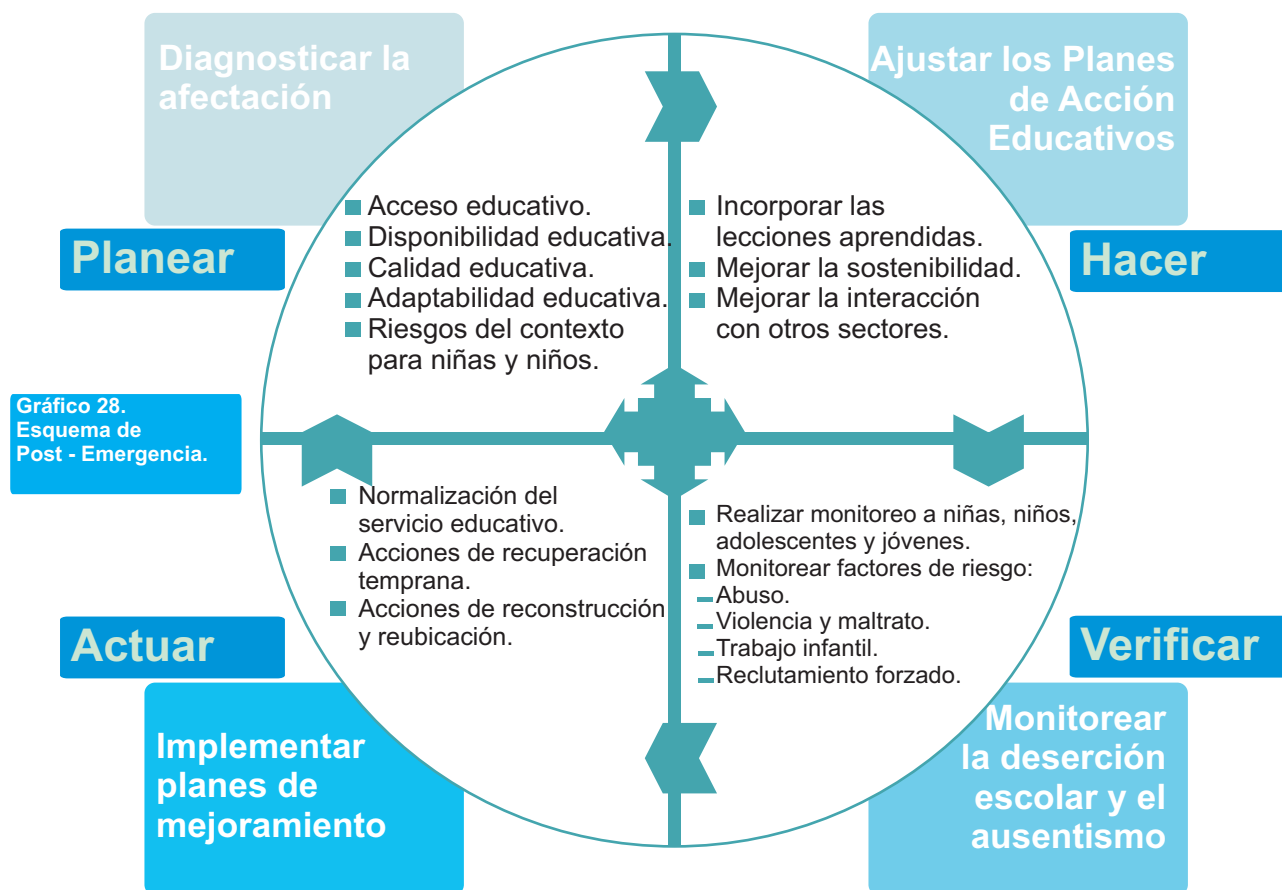 Diagnosticar la
afectación
Planear
Acceso educativo.
Disponibilidad educativa.
Calidad educativa.
Adaptabilidad educativa.
Riesgos del contexto
para niñas y niños.
Ajustar los Planes
de Acción
Educativos
Hacer
Incorporar las
lecciones aprendidas.
Mejorar la sostenibilidad.
Mejorar la interacción
con otros sectores.
Gráfico 28.
Esquema de
Post - Emergencia.
Normalización del
servicio educativo.
Acciones de recuperación
temprana.
Acciones de reconstrucción
y reubicación.
Actuar
Implementar
planes de
mejoramiento
Realizar monitoreo a niñas, niños,
adolescentes y jóvenes.
Monitorear factores de riesgo:
Abuso.
Violencia y maltrato.
Trabajo infantil.
Reclutamiento forzado.
Verificar
Monitorear
la deserción
escolar y el
ausentismo